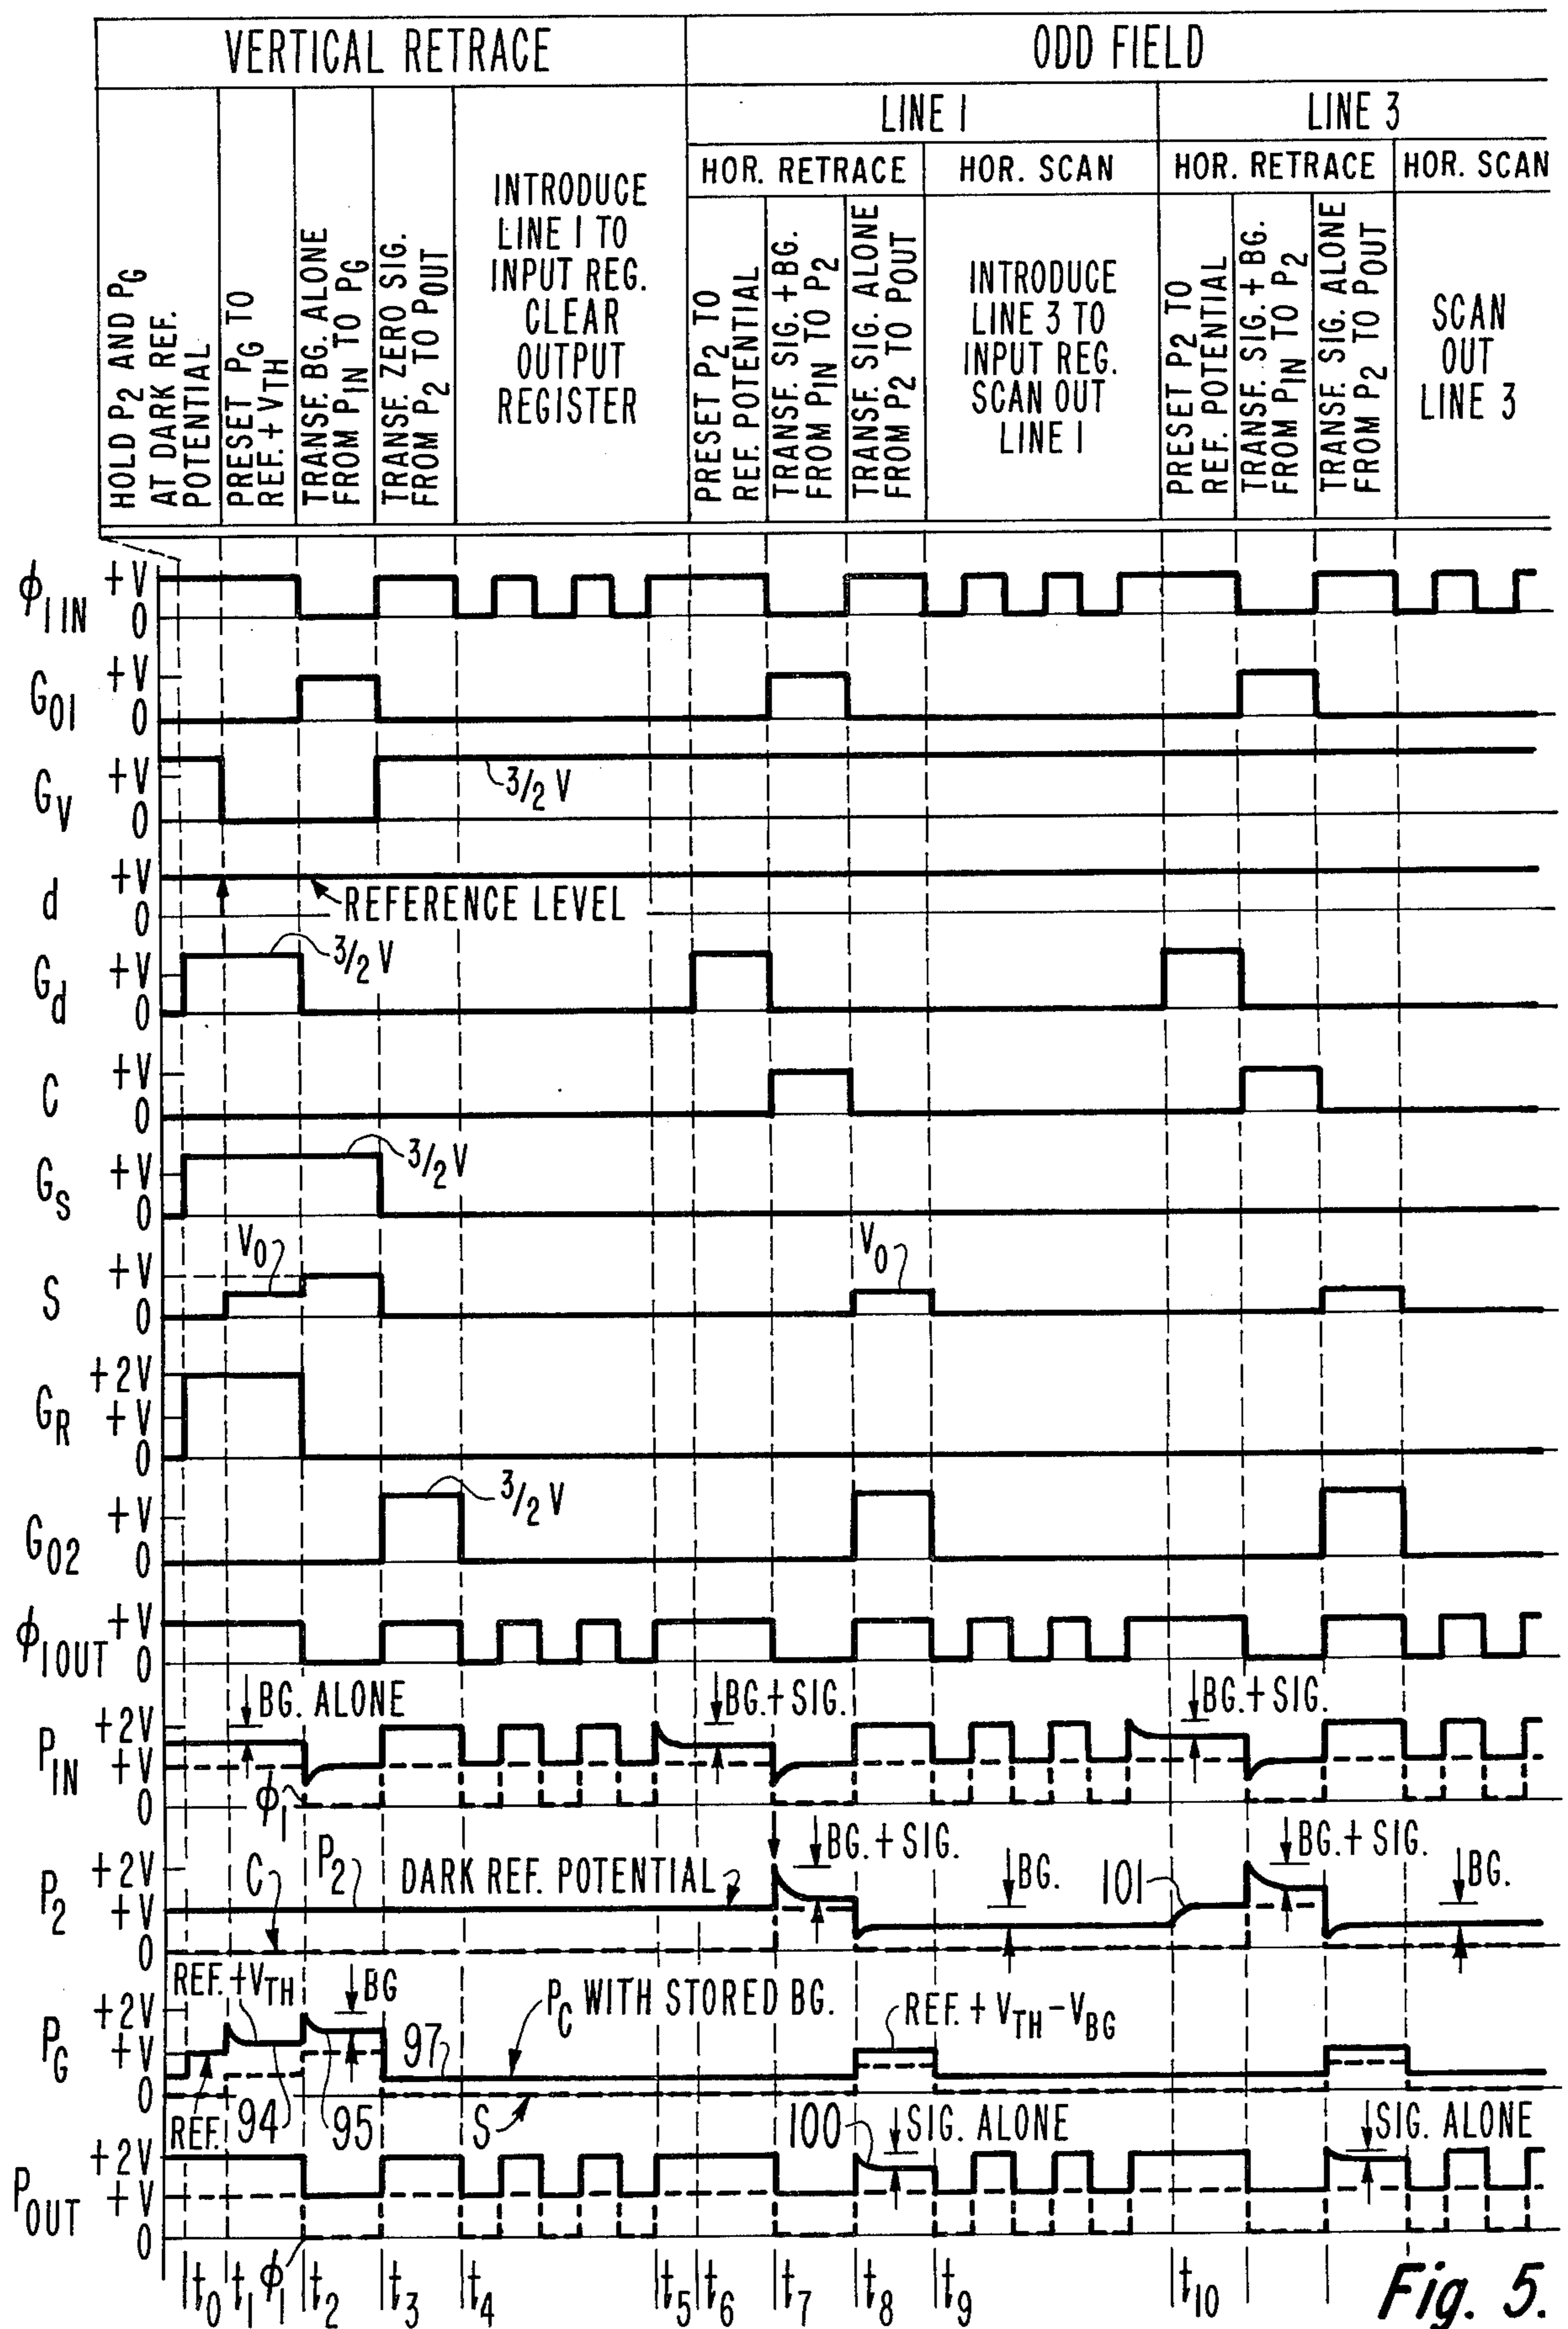 VERTICAL RETRACE
ODD FIELD
LINE 1
LINE 3
HOR. RETRACE
HOR. SCAN
HOR. RETRACE
HOR. SCAN
HOLD P2 AND PG
AT DARK REF.
POTENTIAL
PRESET PG TO
REF.+ VTH
TRANSF. BG. ALONE
FROM PIN TO PG
TRANSF. ZERO SIG.
FROM P2 TO POUT
INTRODUCE
LINE 1 TO
INPUT REG.
CLEAR
OUTPUT
REGISTER
PRESET P2 TO
REF. POTENTIAL
TRANSF. SIG.+BG.
FROM PIN TO P2
TRANSF. SIG. ALONE
FROM P2 TO POUT
INTRODUCE
LINE 3 TO
INPUT REG.
SCAN OUT
LINE 1
PRESET P2 TO
REF. POTENTIAL
TRANSF. SIG.+ BG.
FROM PIN TO P2
TRANSF. SIG. ALONE
FROM P2 TO POUT
SCAN
OUT
LINE 3
ϕ1 IN +V
0
G01 +V
0
GV +V
0
3/2 V
d +V
0
REFERENCE LEVEL
Gd +V
0
3/2 V
C +V
0
GS +V
0
3/2 V
S +V
0
V0
V0
GR +2V
+V
0
G02 +V
0
3/2 V
ϕ1OUT +V
0
BG. ALONE
BG.+ SIG.
BG.+ SIG.
PIN +2V
+V
0
ϕ1
BG.+ SIG.
BG.+ SIG.
P2 +2V
+V
0
C
P2
DARK REF. POTENTIAL
BG.
101
BG.
REF.+VTH
BG
PC WITH STORED BG.
REF.+ VTH–VBG
PG +2V
+V
0
97
REF.
94
95
S
100
SIG. ALONE
SIG. ALONE
POUT +2V
+V
0
t0 t1 ϕ1 t2 t3 t4 t5 t6 t7 t8 t9 t10
Fig. 5.